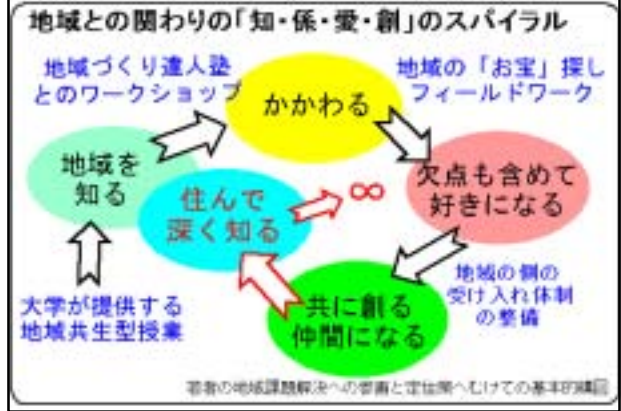 地域との関わりの「知・係・愛・創」のスパイラル
地域づくり達人塾
とのワークショップ
かかわる
地域の「お宝」探し
フィールドワーク
地域を
知る
住んで
深く知る
∞
欠点も含めて
好きになる
大学が提供する
地域共生型授業
共に創る
仲間になる
地域の側の
受け入れ体制
の整備
若者の地域課題解決への参画と定住策へむけての基本的構図